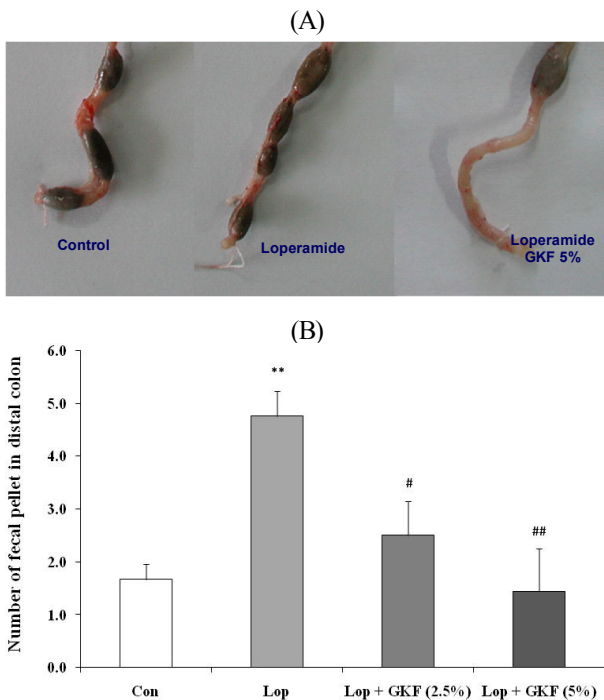 (A)
Control
Loperamide
Loperamide
GKF 5%
(B)
Number of fecal pellet in distal colon
6.0
5.0
4.0
3.0
2.0
1.0
0.0
**
#
##
Con
Lop
Lop + GKF (2.5%)
Lop + GKF (5%)